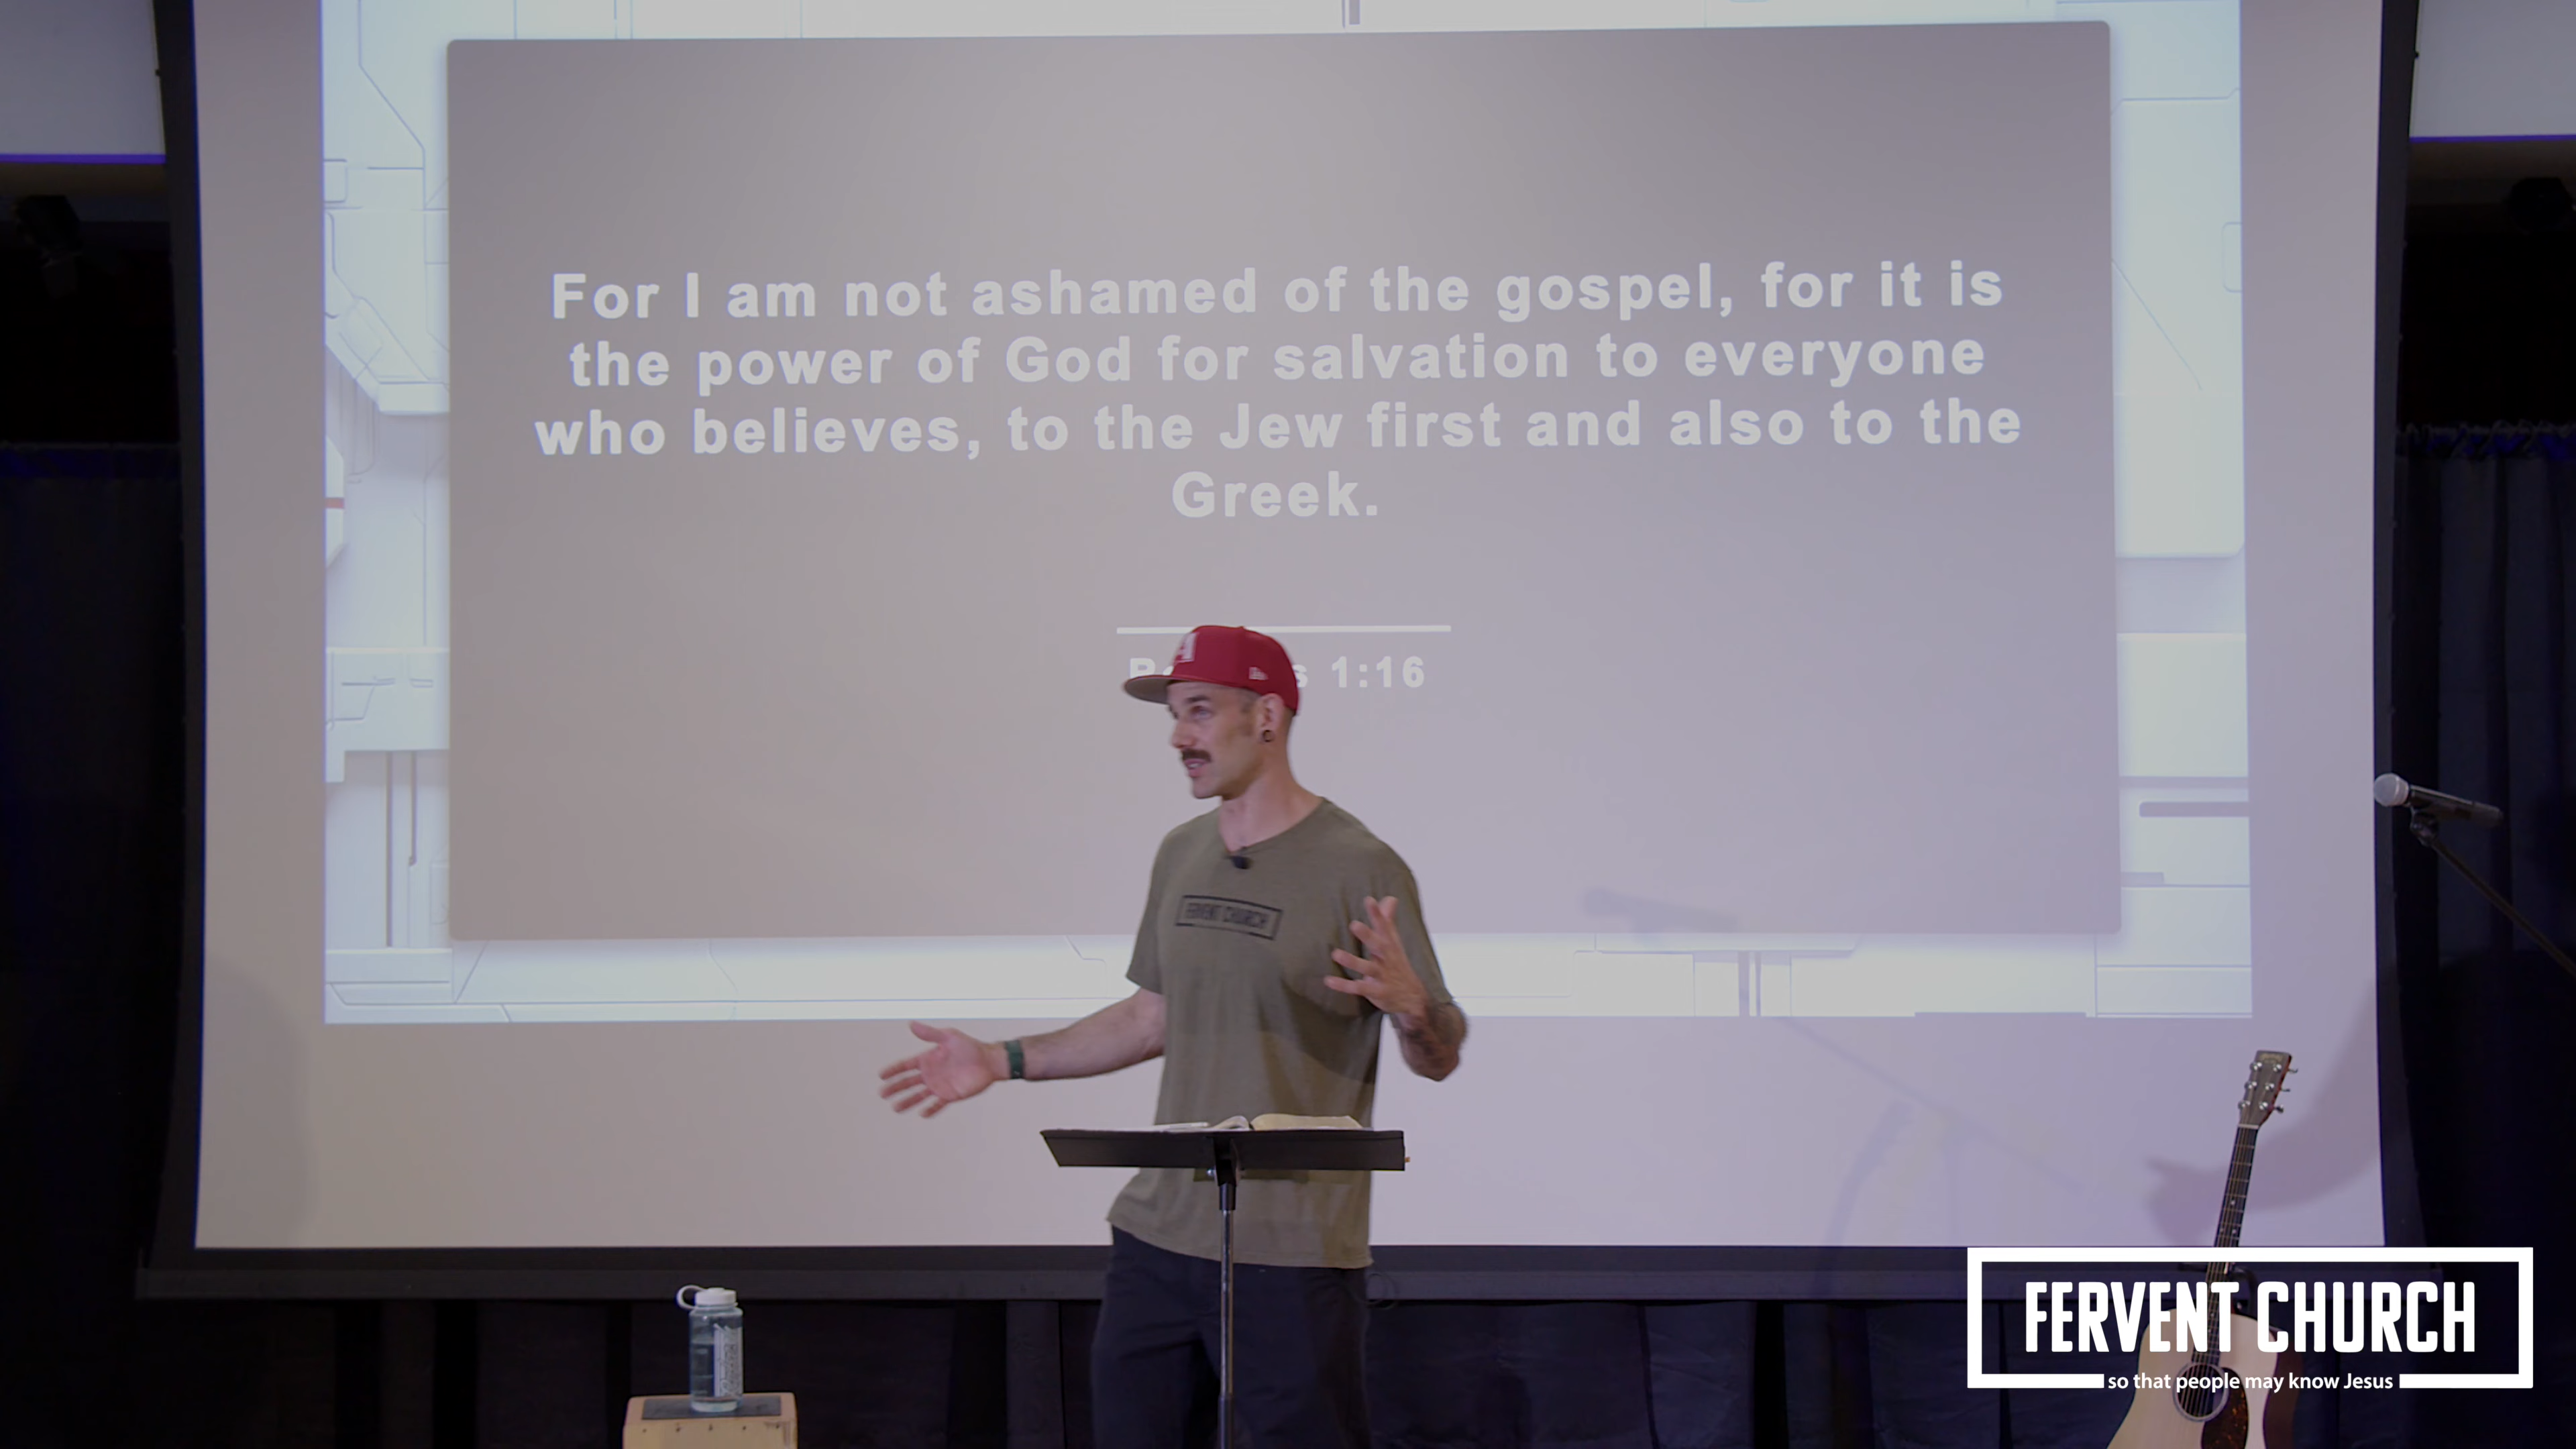 For I am not ashamed of the gospel, for it is
the power of God for salvation to everyone
who believes, to the Jew first and also to the
Greek.
1:16
A
FERVENT CHURCH
FERVENT CHURCH
so that people may know Jesus